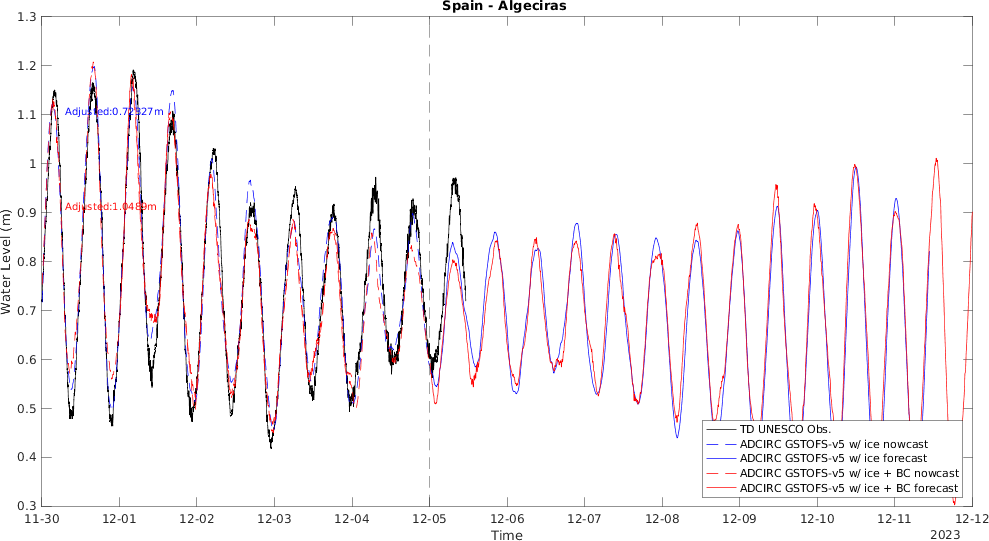 Spain - Algeciras
1.3
1.2
1.1
1
0.9
0.8
0.7
0.6
0.5
0.4
0.3
Water Level (m)
Adjusted:0.72327m
Adjusted:1.0489m
TD UNESCO Obs.
ADCIRC GSTOFS-v5 w/ ice nowcast
ADCIRC GSTOFS-v5 w/ ice forecast
ADCIRC GSTOFS-v5 w/ ice + BC nowcast
ADCIRC GSTOFS-v5 w/ ice + BC forecast
11-30 12-01 12-02 12-03 12-04 12-05 12-06 12-07 12-08 12-09 12-10 12-11 12-12
Time
2023